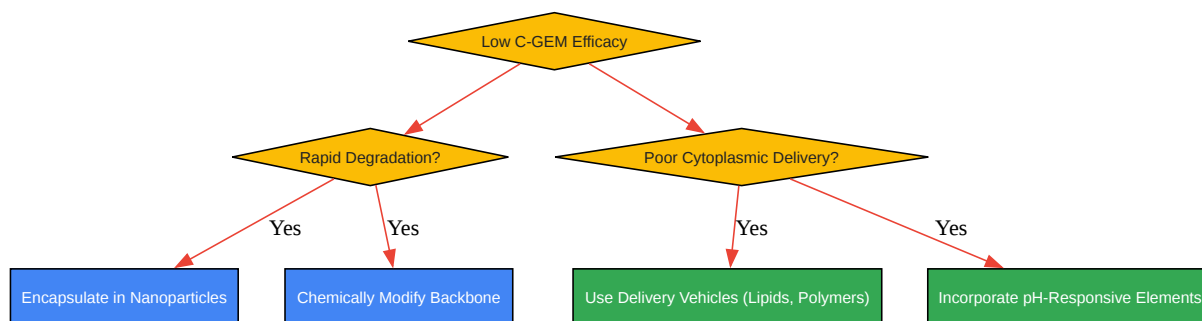 Low C-GEM Efficacy
Rapid Degradation?
Poor Cytoplasmic Delivery?
Yes
Yes
Yes
Yes
Encapsulate in Nanoparticles
Chemically Modify Backbone
Use Delivery Vehicles (Lipids, Polymers)
Incorporate pH-Responsive Elements